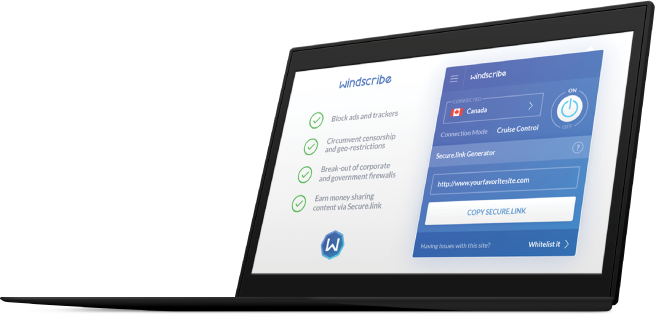 windscribe
Block ads and trackers
Circumvent censorship
and geo-restrictions
Break-out of corporate
and government firewalls
Earn money sharing
content via Secure.link
W
windscribe
CONNECTED
Canada
ON
OFF
Connection Mode Cruise Control
Secure.link Generator
?
http://www.yourfavoritesite.com
COPY SECURE.LINK
Having Issues with this site? Whitelist it